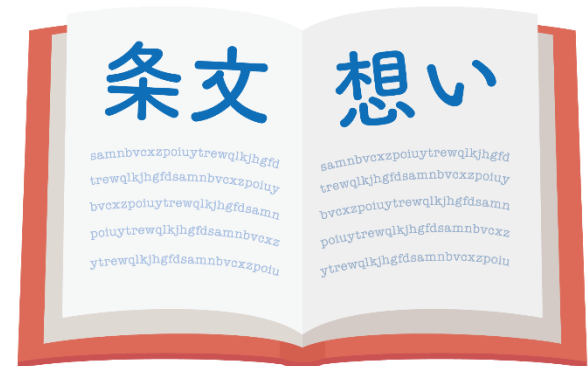 条文
samnbvcxzpoiuytrewqlkjhgfd
trewqlkjhgfdsamnbvcxzpoiuy
bvcxzpoiuytrewqlkjhgfdsamn
poiuytrewqlkjhgfdsamnbvcxz
ytrewqlkjhgfdsamnbvcxzpoiu
想い
samnbvcxzpoiuytrewqlkjhgfd
trewqlkjhgfdsamnbvcxzpoiuy
bvcxzpoiuytrewqlkjhgfdsamn
poiuytrewqlkjhgfdsamnbvcxz
ytrewqlkjhgfdsamnbvcxzpoiu